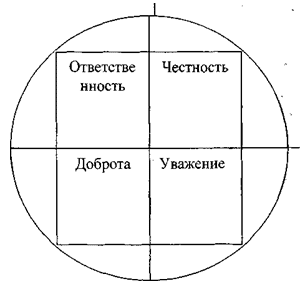 Ответстве Честность
нность
Доброта Уважение